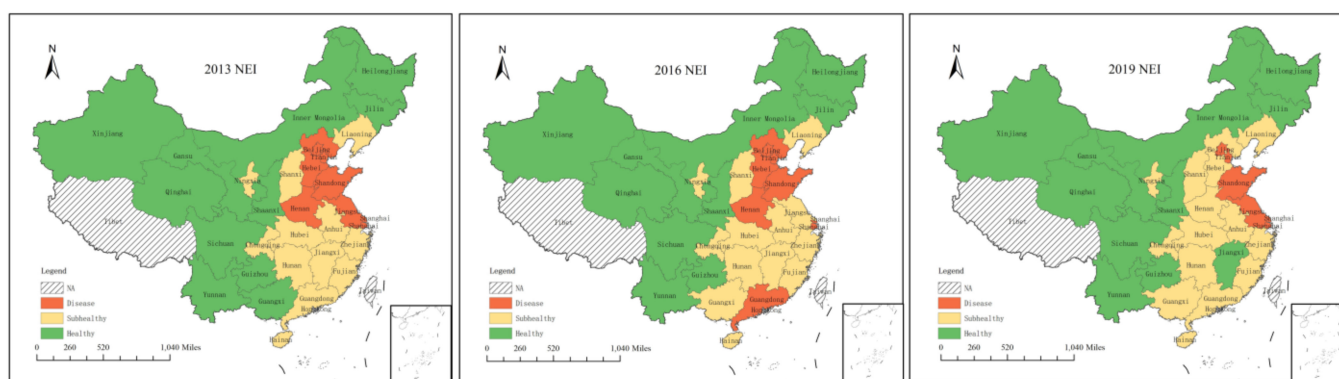 N
2013 NEI
Heilongjiang
Jilin
Inner Mongolia
Liaoning
Xinjiang
Gansu
Beijing
Tianjin
Hebei
Shanxi
Ningxia
Shandong
Qinghai
Shaanxi
Henan
Jiangsu
Shanghai
Anhui
Tibet
Sichuan
Hubei
Chongqing
Zhejiang
Jiangxi
Hunan
Guizhou
Fujian
Yunnan
Guangxi
Guangdong
Taiwan
Hainan
Legend
NA
Disease
Subhealthy
Healthy
0 260 520 1,040 Miles
N
2016 NEI
Heilongjiang
Jilin
Inner Mongolia
Liaoning
Xinjiang
Gansu
Beijing
Tianjin
Hebei
Shanxi
Ningxia
Shandong
Qinghai
Shaanxi
Henan
Jiangsu
Shanghai
Anhui
Tibet
Sichuan
Hubei
Chongqing
Zhejiang
Jiangxi
Hunan
Guizhou
Fujian
Yunnan
Guangxi
Guangdong
Taiwan
Hainan
Legend
NA
Disease
Subhealthy
Healthy
0 260 520 1,040 Miles
N
2019 NEI
Heilongjiang
Jilin
Inner Mongolia
Liaoning
Xinjiang
Gansu
Beijing
Tianjin
Hebei
Shanxi
Ningxia
Shandong
Qinghai
Shaanxi
Henan
Jiangsu
Shanghai
Anhui
Tibet
Sichuan
Hubei
Chongqing
Zhejiang
Jiangxi
Hunan
Guizhou
Fujian
Yunnan
Guangxi
Guangdong
Taiwan
Hainan
Legend
NA
Disease
Subhealthy
Healthy
0 260 520 1,040 Miles